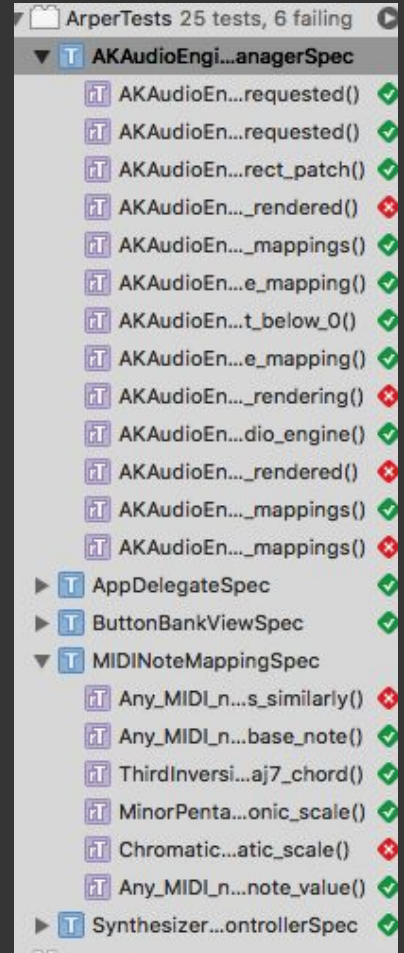 ArperTests 25 tests, 6 failing
T AKAudioEngi...anagerSpec
T AKAudioEn...requested()
T AKAudioEn...requested()
T AKAudioEn...rect_patch()
T AKAudioEn..._rendered()
T AKAudioEn..._mappings()
T AKAudioEn...e_mapping()
T AKAudioEn...t_below_0()
T AKAudioEn...e_mapping()
T AKAudioEn..._rendering()
T AKAudioEn...dio_engine()
T AKAudioEn..._rendered()
T AKAudioEn..._mappings()
T AKAudioEn..._mappings()
T AppDelegateSpec
T ButtonBankViewSpec
T MIDINoteMappingSpec
T Any_MIDI_n...s_similarly()
T Any_MIDI_n...base_note()
T ThirdInversi...aj7_chord()
T MinorPenta...onic_scale()
T Chromatic...atic_scale()
T Any_MIDI_n...note_value()
T Synthesizer...ontrollerSpec